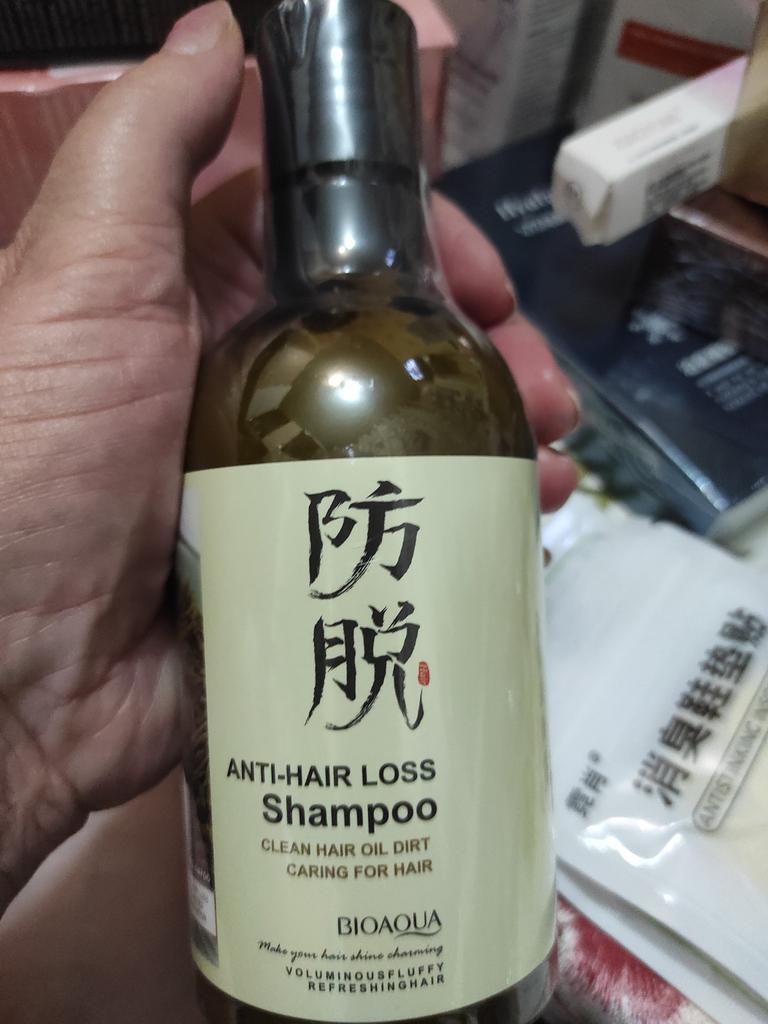 防
脱
ANTI-HAIR LOSS
Shampoo
CLEAN HAIR OIL DIRT
CARING FOR HAIR
BIOAQUA
Make your hair shine charming
VOLUMINOUSFLUFFY
REFRESHINGHAIR
消臭鞋垫贴